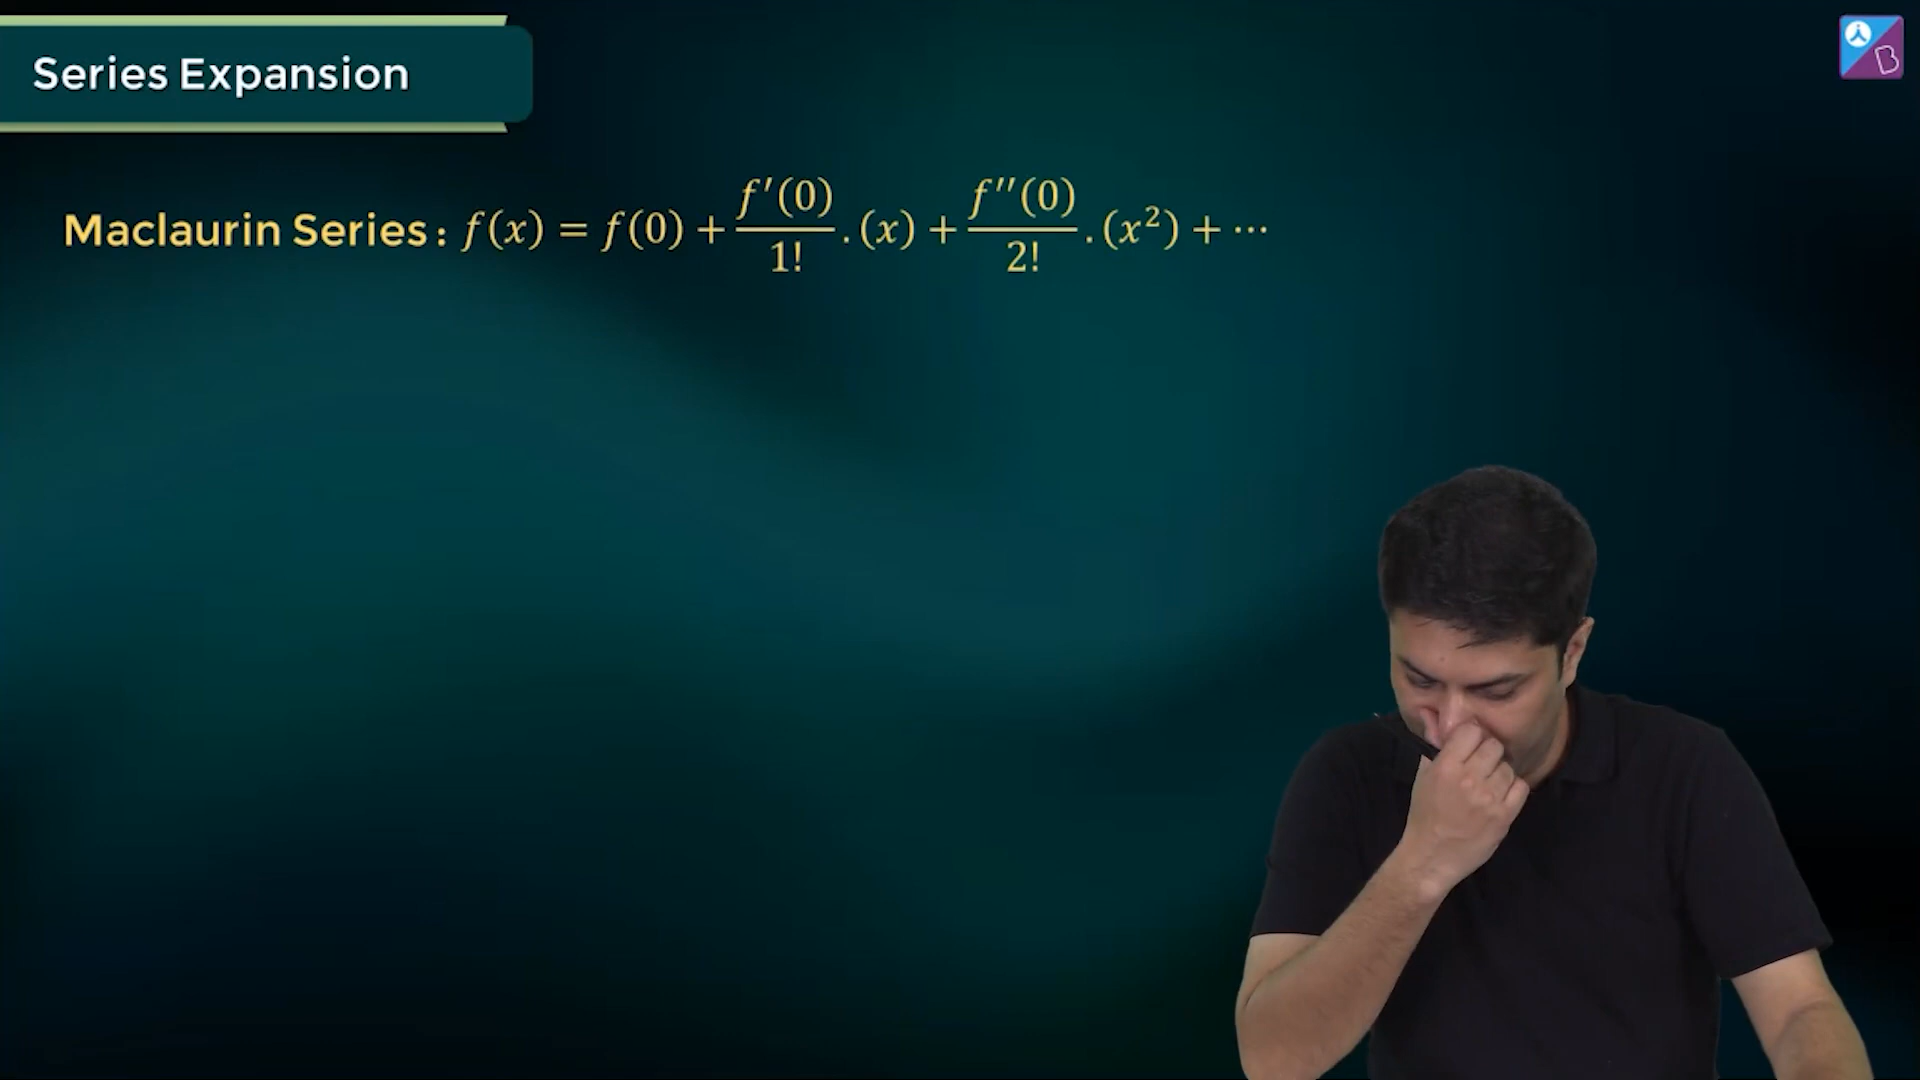 Series Expansion
Maclaurin Series : f(x) = f(0) + f′(0)/1! . (x) + f′′(0)/2! . (x²) + ⋯
B